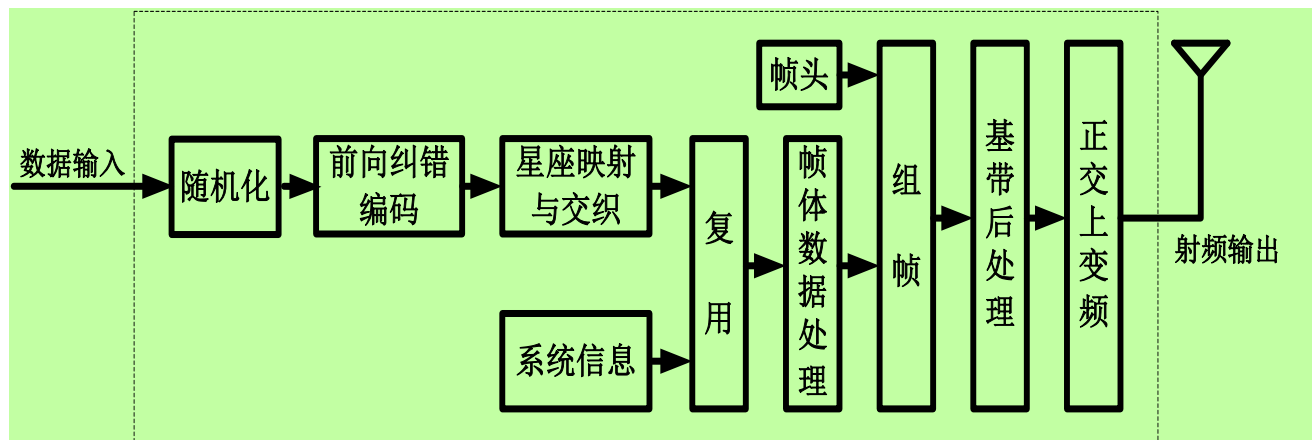 数据输入
随机化
前向纠错
编码
星座映射
与交织
系统信息
复用
帧头
帧体数据处理
组帧
基带后处理
正交上变频
射频输出